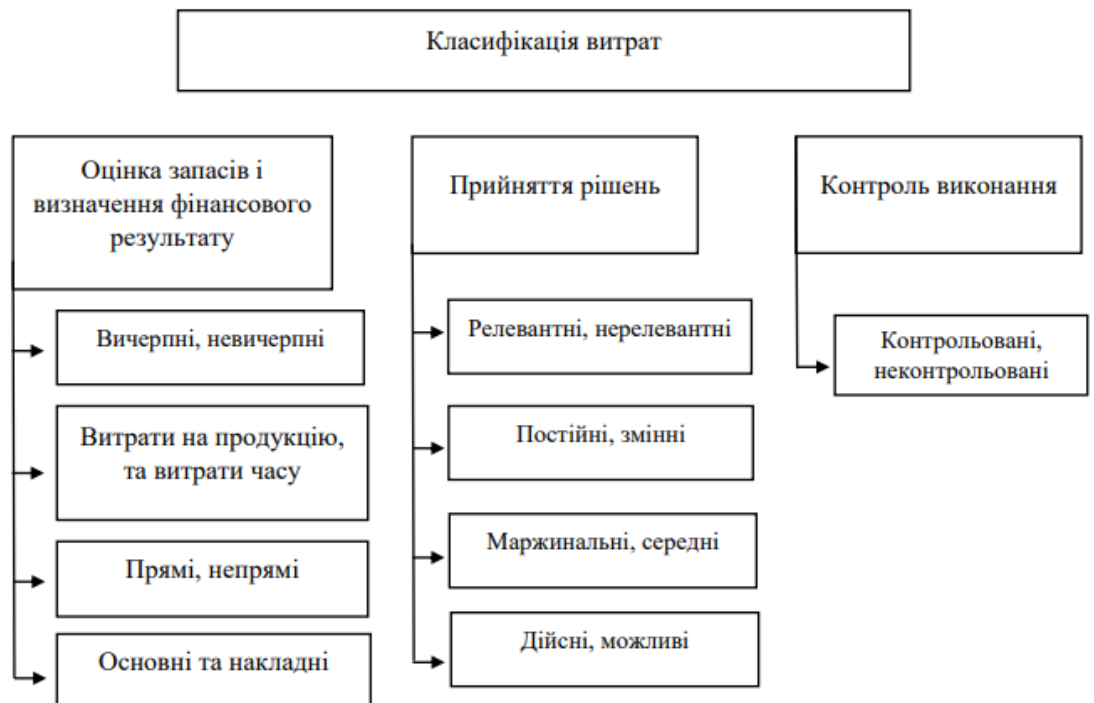 Класифікація витрат
Оцінка запасів і
визначення фінансового
результату
Вичерпні, невичерпні
Витрати на продукцію,
та витрати часу
Прямі, непрямі
Основні та накладні
Прийняття рішень
Релевантні, нерелевантні
Постійні, змінні
Маржинальні, середні
Дійсні, можливі
Контроль виконання
Контрольовані,
неконтрольовані